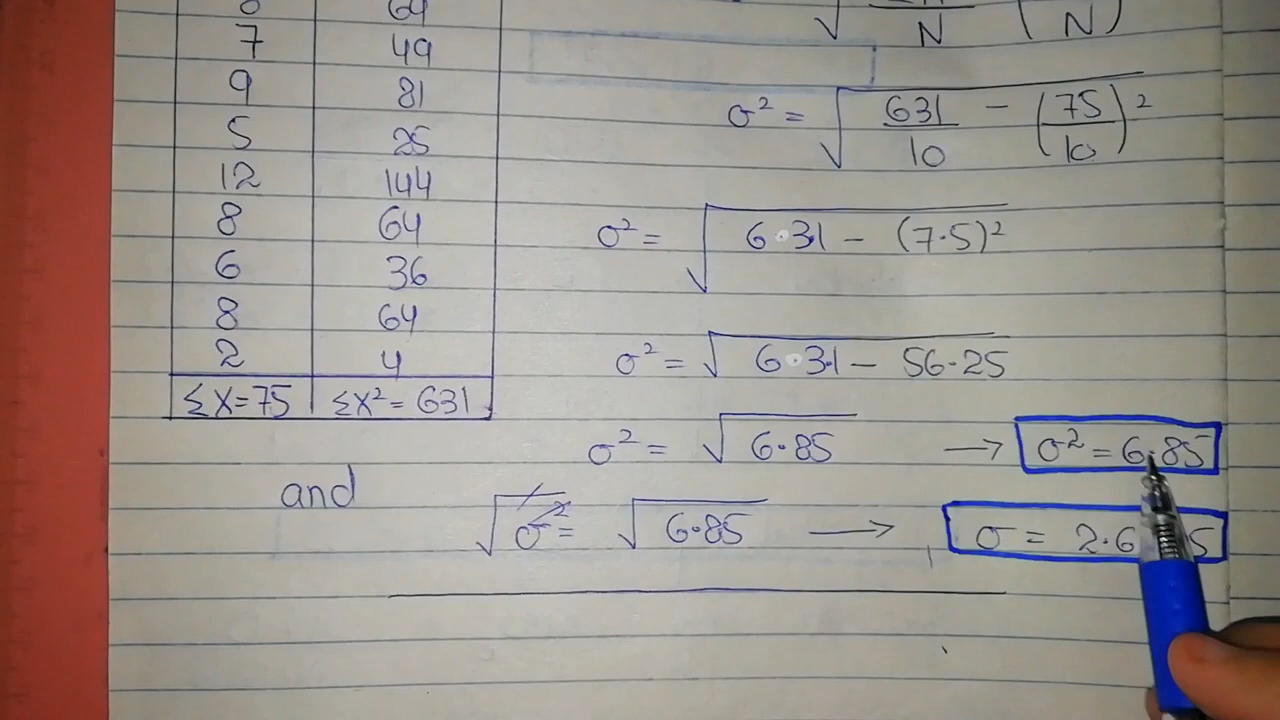 64
7 49
9 81
5 25
12 144
8 64
6 36
8 64
2 4
ΣX=75 ΣX²=631
√ N ( N )
σ² = √ 631/10 − (75/10)²
σ² = √ 6.31 − (7.5)²
σ² = √ 6.31 − 56.25
σ² = √ 6.85 → σ² = 6.85
and
√σ² = √ 6.85 → σ = 2.6